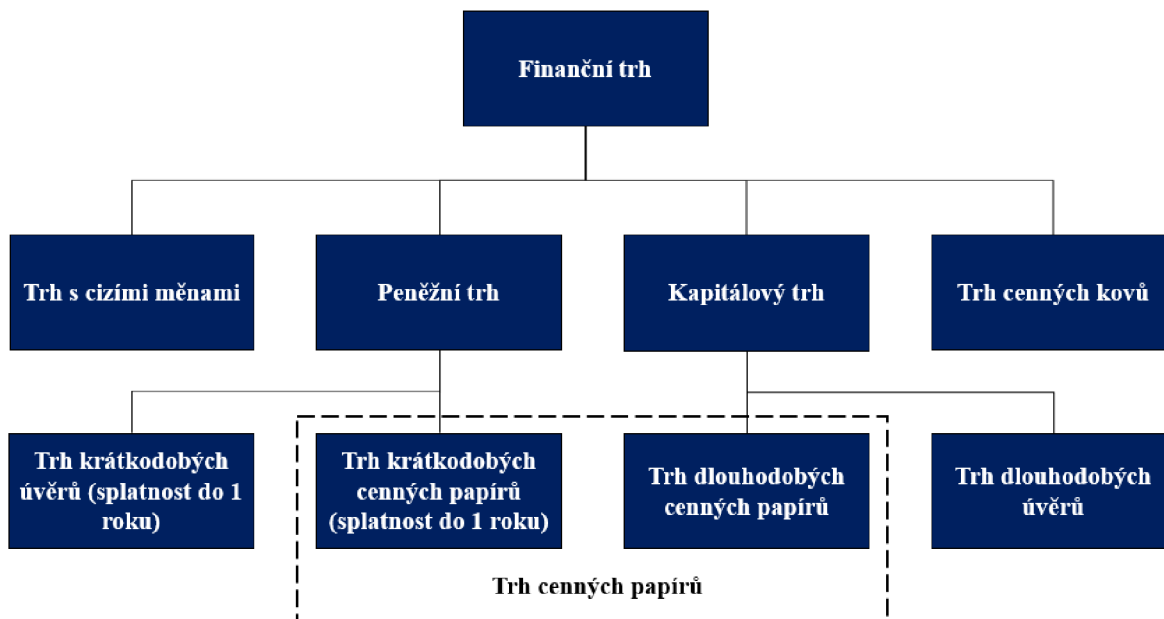 Finanční trh
Trh s cizími měnami
Peněžní trh
Kapitálový trh
Trh cenných kovů
Trh krátkodobých
úvěrů (splatnost do 1
roku)
Trh krátkodobých
cenných papírů
(splatnost do 1 roku)
Trh dlouhodobých
cenných papírů
Trh dlouhodobých
úvěrů
Trh cenných papírů